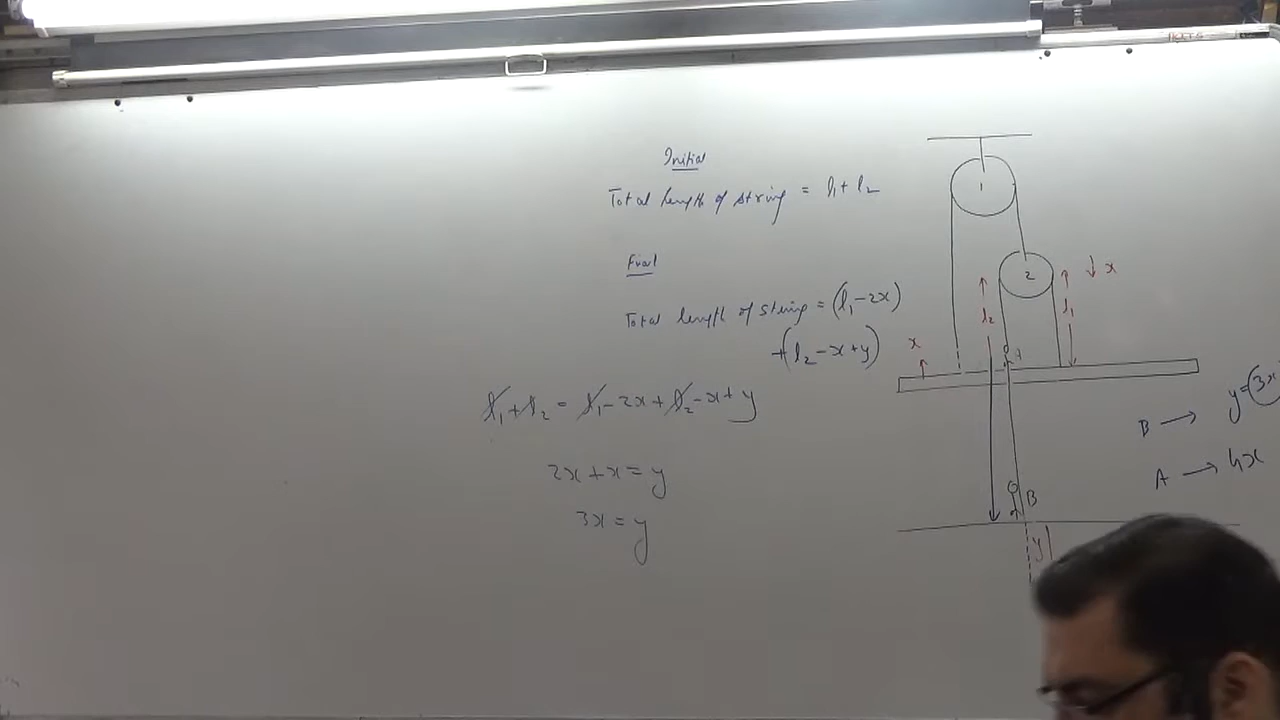 Initial
Total length of string = l₁ + l₂
Final
Total length of string = (l₁ - 2x)
+ (l₂ - x + y)
l₁ + l₂ = l₁ - 2x + l₂ - x + y
2x + x = y
3x = y
1
2
x
l₂
l₁
x
A
B
y
B → y = 3x
A → 4x